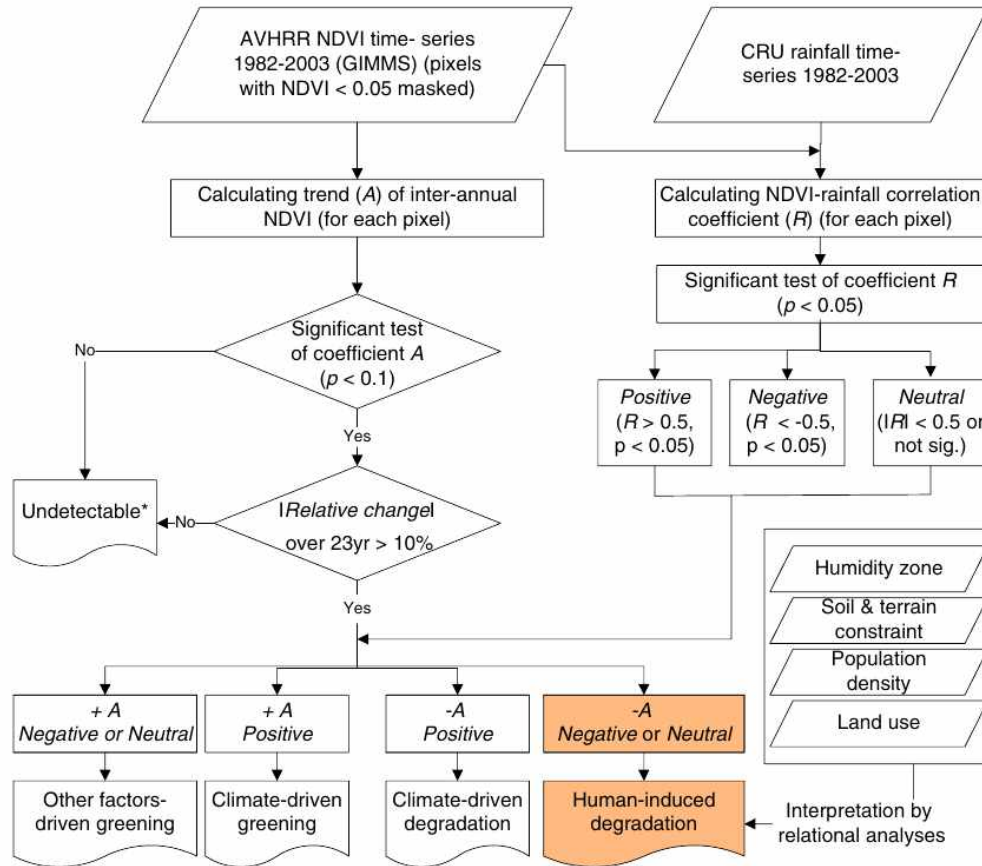 AVHRR NDVI time- series
1982-2003 (GIMMS) (pixels
with NDVI < 0.05 masked)
CRU rainfall time-
series 1982-2003
Calculating trend (A) of inter-annual
NDVI (for each pixel)
Calculating NDVI-rainfall correlation
coefficient (R) (for each pixel)
Significant test of coefficient R
(p < 0.05)
Significant test
of coefficient A
(p < 0.1)
No
Yes
Positive
(R > 0.5,
p < 0.05)
Negative
(R < -0.5,
p < 0.05)
Neutral
(|R| < 0.5 or
not sig.)
Undetectable*
No
|Relative change|
over 23yr > 10%
Yes
Humidity zone
Soil & terrain
constraint
Population
density
Land use
+ A
Negative or Neutral
+ A
Positive
-A
Positive
-A
Negative or Neutral
Other factors-
driven greening
Climate-driven
greening
Climate-driven
degradation
Human-induced
degradation
Interpretation by
relational analyses